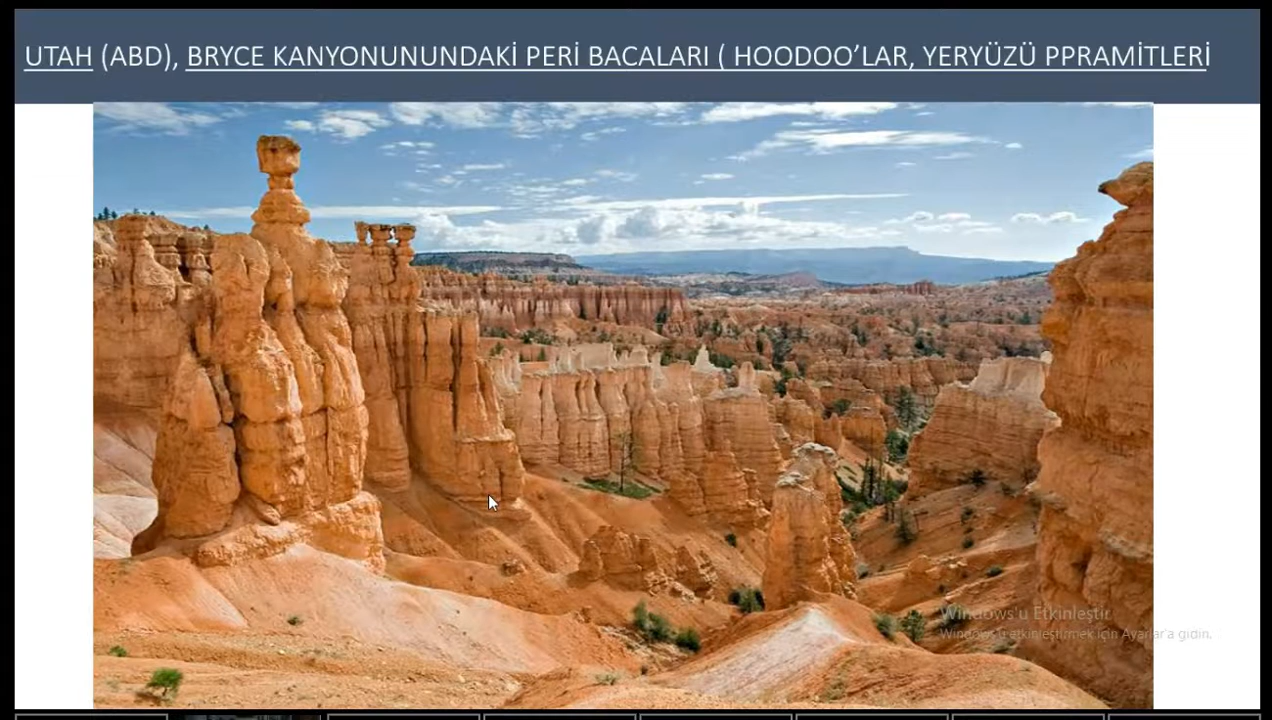 UTAH (ABD), BRYCE KANYONUNUNDAKİ PERİ BACALARI ( HOODOO’LAR, YERYÜZÜ PPRAMİTLERİ
Windows'u Etkinleştir
Windows'u etkinleştirmek için Ayarlar'a gidin.